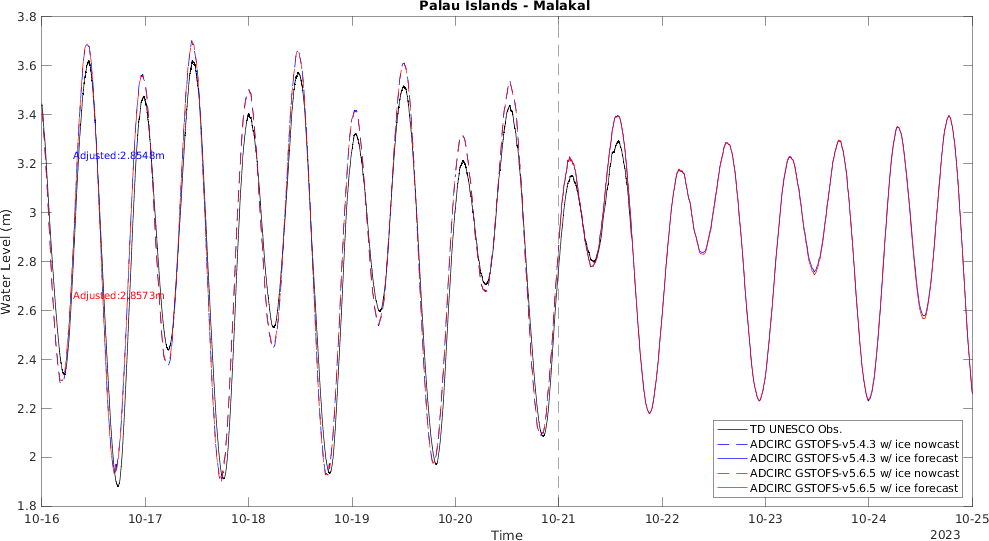 Palau Islands - Malakal
3.8
3.6
3.4
3.2
3
2.8
2.6
2.4
2.2
2
1.8
Water Level (m)
Adjusted:2.8548m
Adjusted:2.8573m
TD UNESCO Obs.
ADCIRC GSTOFS-v5.4.3 w/ ice nowcast
ADCIRC GSTOFS-v5.4.3 w/ ice forecast
ADCIRC GSTOFS-v5.6.5 w/ ice nowcast
ADCIRC GSTOFS-v5.6.5 w/ ice forecast
10-16 10-17 10-18 10-19 10-20 10-21 10-22 10-23 10-24 10-25
Time
2023